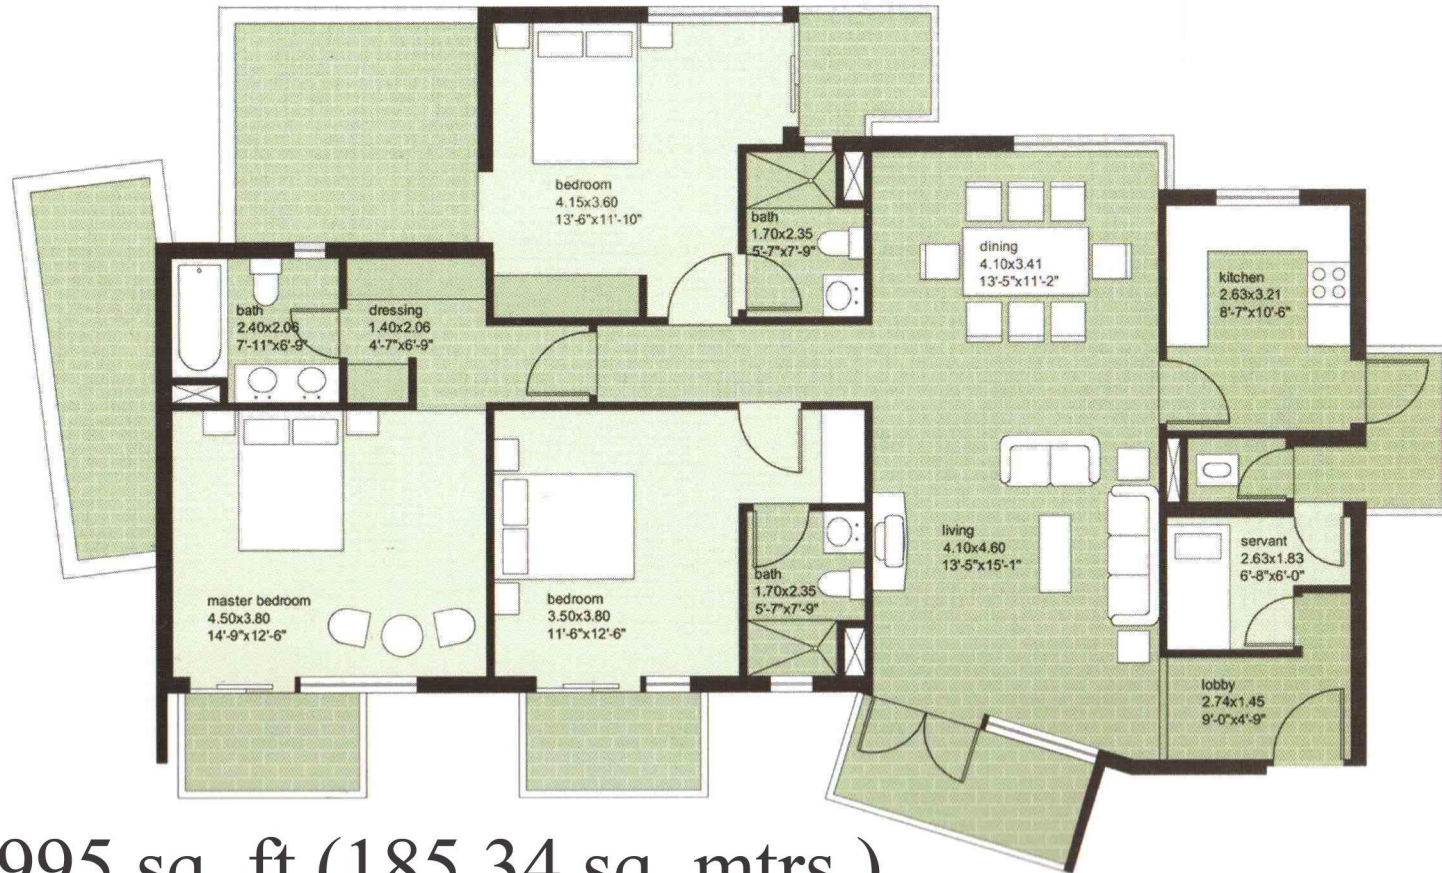 bedroom
4.15x3.60
13'-6"x11'-10"
bath
1.70x2.35
5'-7"x7'-9"
dining
4.10x3.41
13'-5"x11'-2"
kitchen
2.63x3.21
8'-7"x10'-6"
bath
2.40x2.06
7'-11"x6'-9"
dressing
1.40x2.06
4'-7"x6'-9"
living
4.10x4.60
13'-5"x15'-1"
servant
2.63x1.83
6'-8"x6'-0"
bath
1.70x2.35
5'-7"x7'-9"
master bedroom
4.50x3.80
14'-9"x12'-6"
bedroom
3.50x3.80
11'-6"x12'-6"
lobby
2.74x1.45
9'-0"x4'-9"
995 sq. ft (185.34 sq. mtrs.)